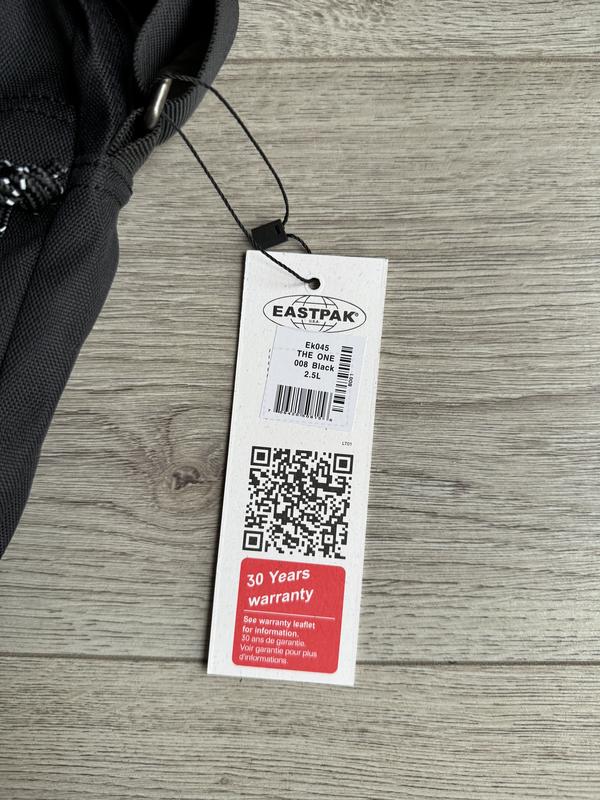 EASTPAK®
U.S.A.
Ek045
THE ONE
008 Black
2.5L
LT01
30 Years
warranty
See warranty leaflet
for information.
30 ans de garantie.
Voir garantie pour plus
d'informations.